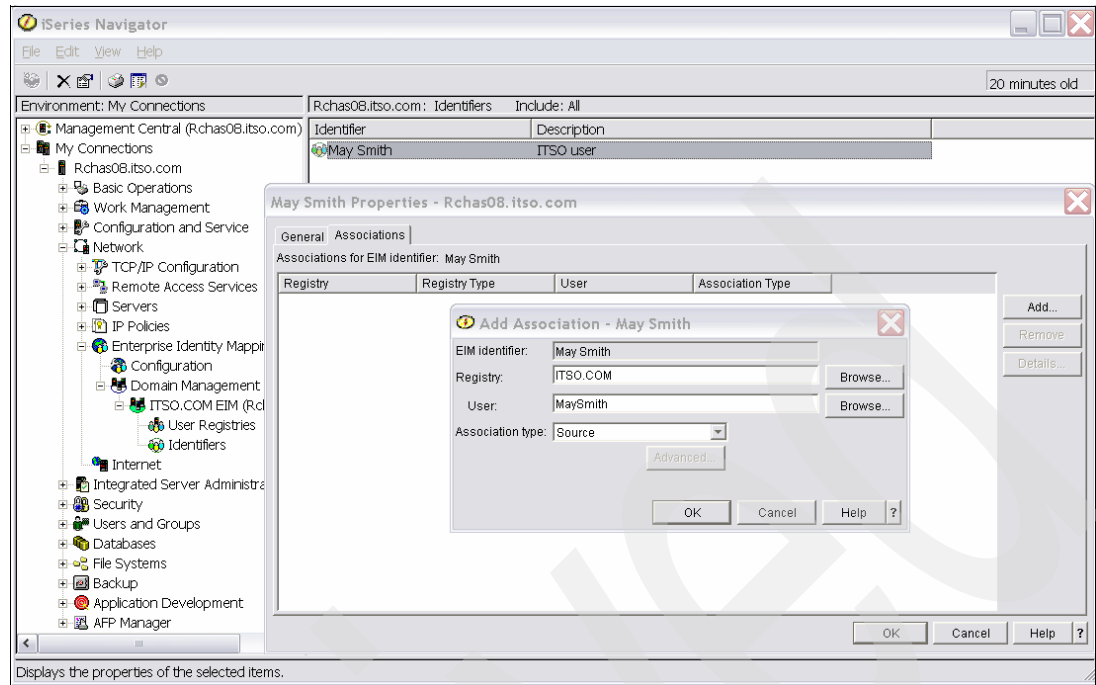 iSeries Navigator
File Edit View Help
20 minutes old
Environment: My Connections
Rchas08.itso.com: Identifiers Include: All
Management Central (Rchas08.itso.com)
My Connections
Rchas08.itso.com
Basic Operations
Work Management
Configuration and Service
Network
TCP/IP Configuration
Remote Access Services
Servers
IP Policies
Enterprise Identity Mappin
Configuration
Domain Management
ITSO.COM EIM (Rcl
User Registries
Identifiers
Internet
Integrated Server Administra
Security
Users and Groups
Databases
File Systems
Backup
Application Development
AFP Manager
Identifier Description
May Smith ITSO user
May Smith Properties - Rchas08.itso.com
General Associations
Associations for EIM identifier: May Smith
Registry Registry Type User Association Type
Add...
Remove
Details...
Add Association - May Smith
EIM identifier: May Smith
Registry: ITSO.COM Browse...
User: MaySmith Browse...
Association type: Source
Advanced...
OK Cancel Help ?
OK Cancel Help ?
Displays the properties of the selected items.